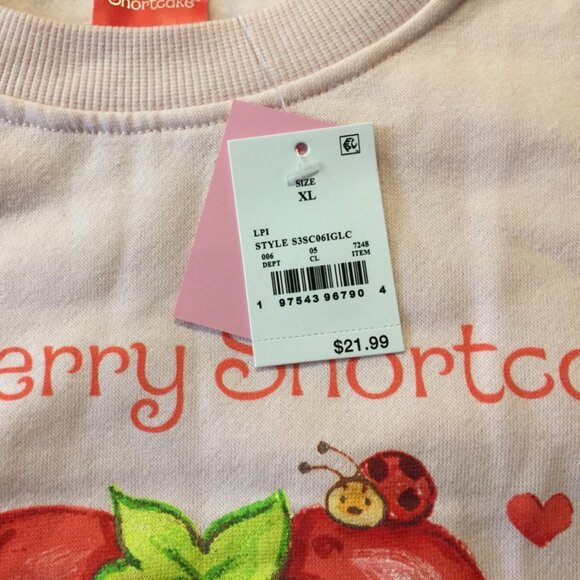 Shortcake
SIZE
XL
LPI
STYLE S3SC06IGLC
006 05 7248
DEPT CL ITEM
1 97543 96790 4
$21.99
erry Shortca